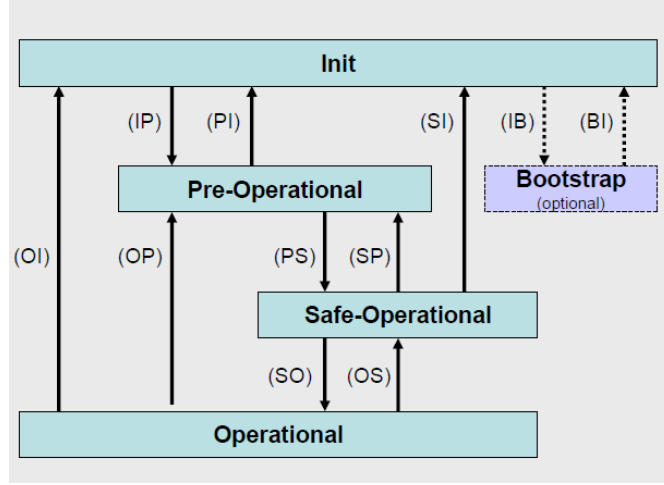 Init
(IP)
(PI)
(SI)
(IB)
(BI)
Pre-Operational
Bootstrap
(optional)
(OI)
(OP)
(PS)
(SP)
Safe-Operational
(SO)
(OS)
Operational